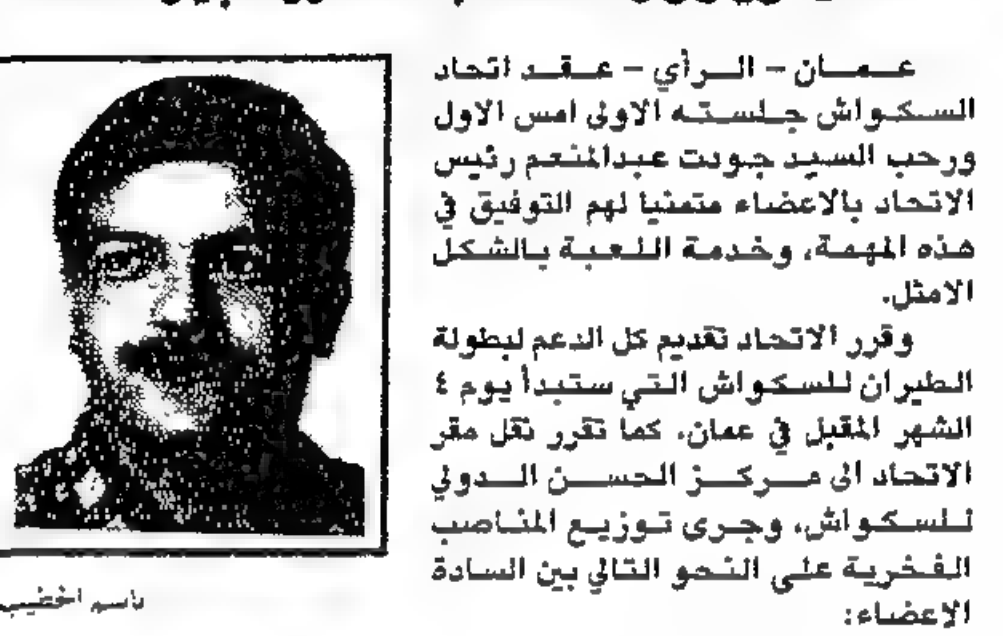 عمان - الرأي - عقد اتحاد
السكواش جلسته الاولى امس الاول
ورحب السيد جودت عبدالمنعم رئيس
الاتحاد بالاعضاء متمنيا لهم التوفيق في
هذه المهمة، وخدمة اللعبة بالشكل
الامثل.
وقرر الاتحاد تقديم كل الدعم لبطولة
الطيران للسكواش التي ستبدأ يوم ٤
الشهر المقبل في عمان، كما تقرر نقل مقر
الاتحاد الى مركز الحسن الدولي
للسكواش، وجرى توزيع المناصب
الفخرية على النحو التالي بين السادة
الاعضاء:
باسم الخطيب